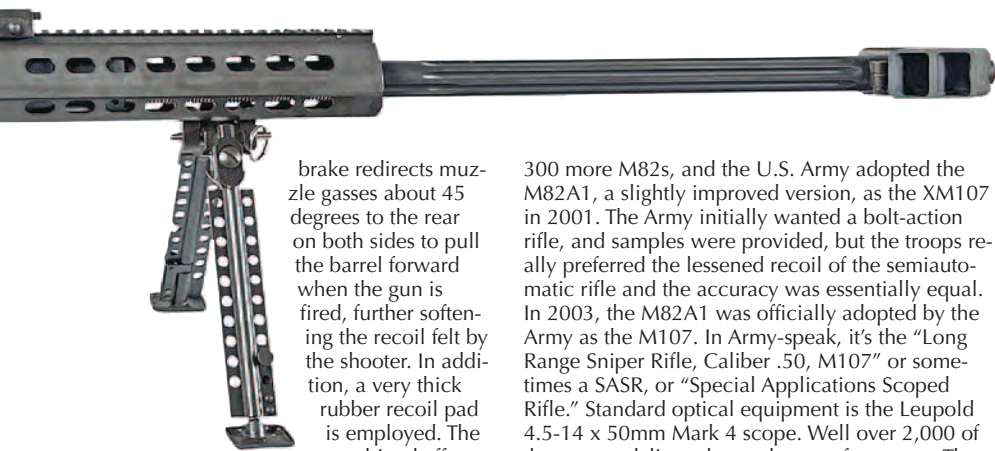 brake redirects muz-
zle gasses about 45
degrees to the rear
on both sides to pull
the barrel forward
when the gun is
fired, further soften-
ing the recoil felt by
the shooter. In addi-
tion, a very thick
rubber recoil pad
is employed. The
300 more M82s, and the U.S. Army adopted the
M82A1, a slightly improved version, as the XM107
in 2001. The Army initially wanted a bolt-action
rifle, and samples were provided, but the troops re-
ally preferred the lessened recoil of the semiauto-
matic rifle and the accuracy was essentially equal.
In 2003, the M82A1 was officially adopted by the
Army as the M107. In Army-speak, it’s the “Long
Range Sniper Rifle, Caliber .50, M107” or some-
times a SASR, or “Special Applications Scoped
Rifle.” Standard optical equipment is the Leupold
4.5-14 x 50mm Mark 4 scope. Well over 2,000 of